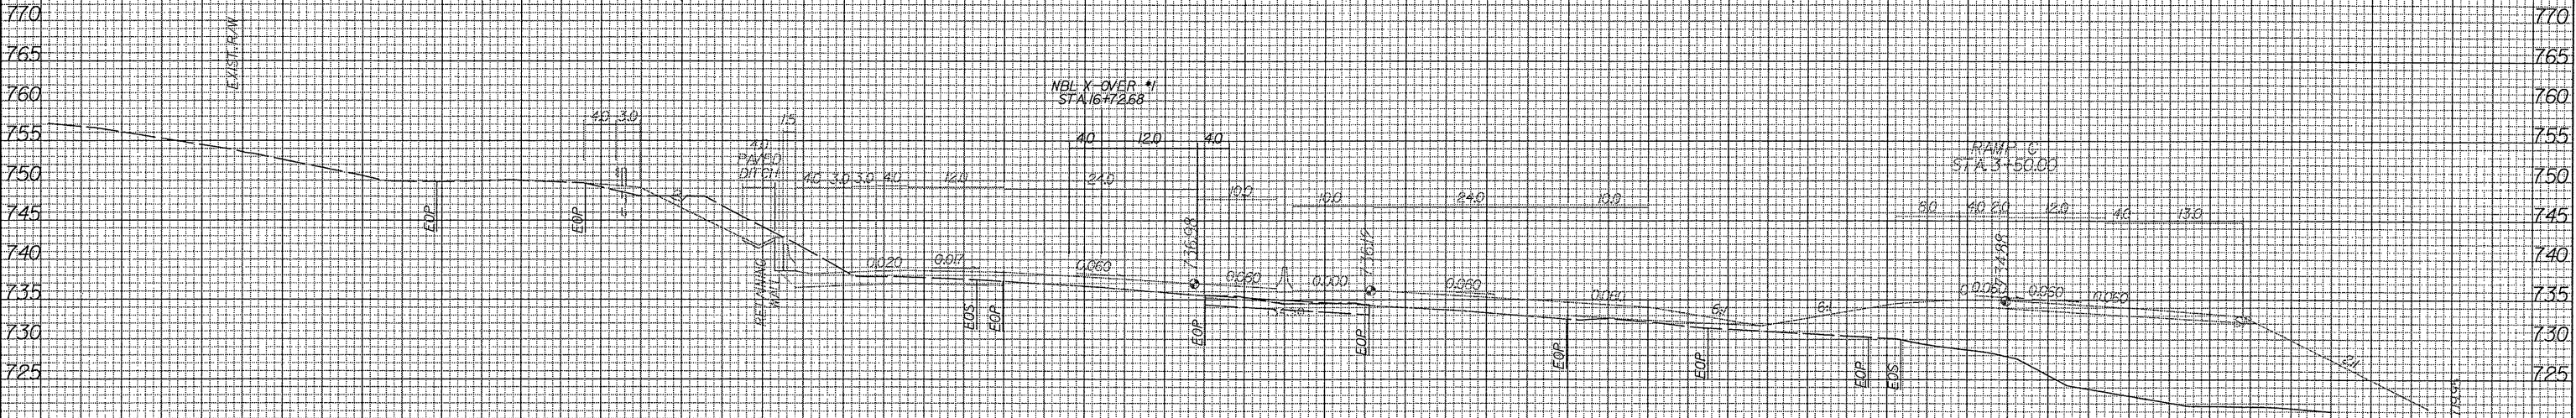 770
770
765
EXIST. R/W
765
760
NBL X-OVER #1
STA.16+72.68
760
755
4.0 3.0
1.5
4.0
PAVED
DITCH
4.0 12.0 4.0
755
RAMP C
STA. 3+50.00
750
4.0 3.0 3.0 4.0 12.0 24.0
10.0
10.0 24.0 10.0
750
745
EOP
EOP
8.0 4.0 2.0 12.0 4.0 13.0
745
740
RETAINING
WALL
0.020 0.017 0.060
736.98
0.060
0.000
736.12
0.060
0.060
6:1
6:1
734.88
0.060 0.060 0.060
740
735
735
730
EOS
EOP
EOP
EOP
EOP
EOP
EOP
EOS
2:1
730
725
725